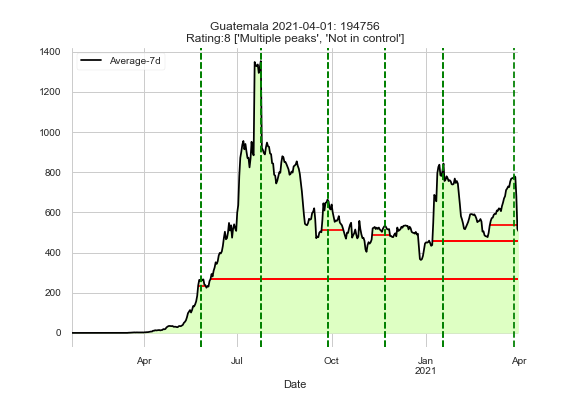 Guatemala 2021-04-01: 194756
Rating:8 ['Multiple peaks', 'Not in control']
1400
1200
1000
800
600
400
200
0
Average-7d
Apr
Jul
Oct
Jan
2021
Apr
Date